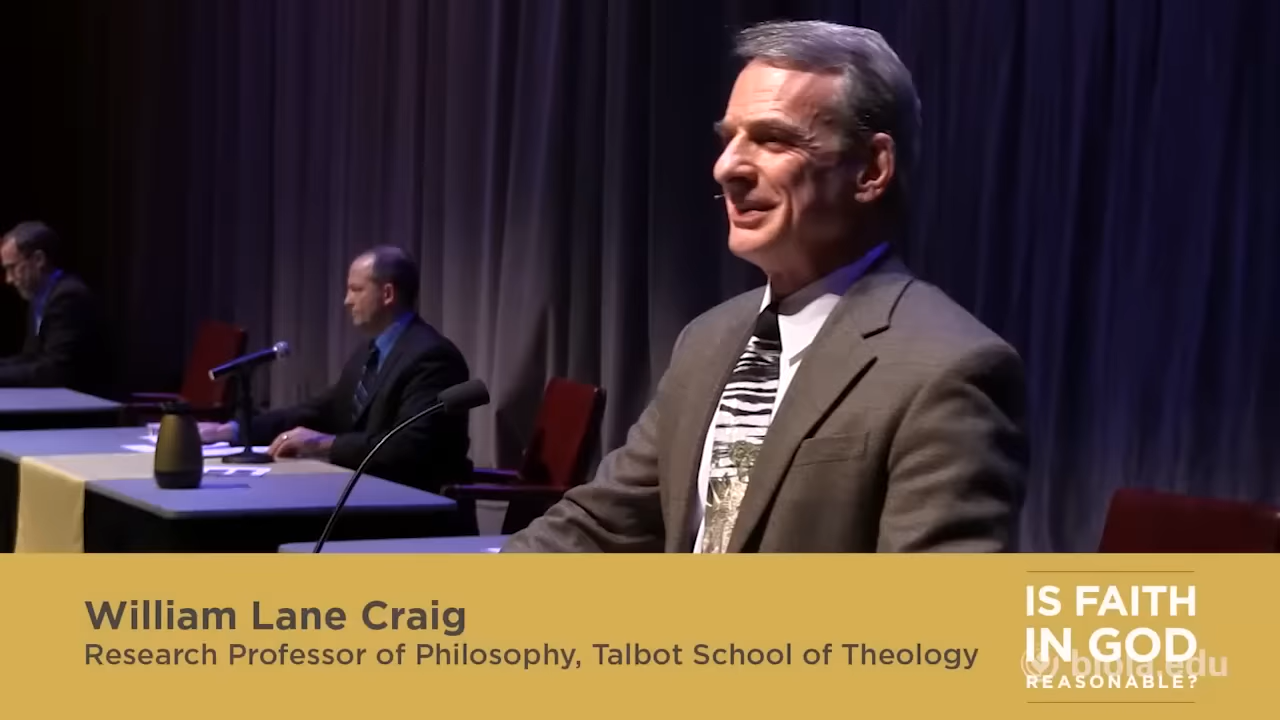 William Lane Craig
Research Professor of Philosophy, Talbot School of Theology
IS FAITH
IN GOD
biola.edu
REASONABLE?